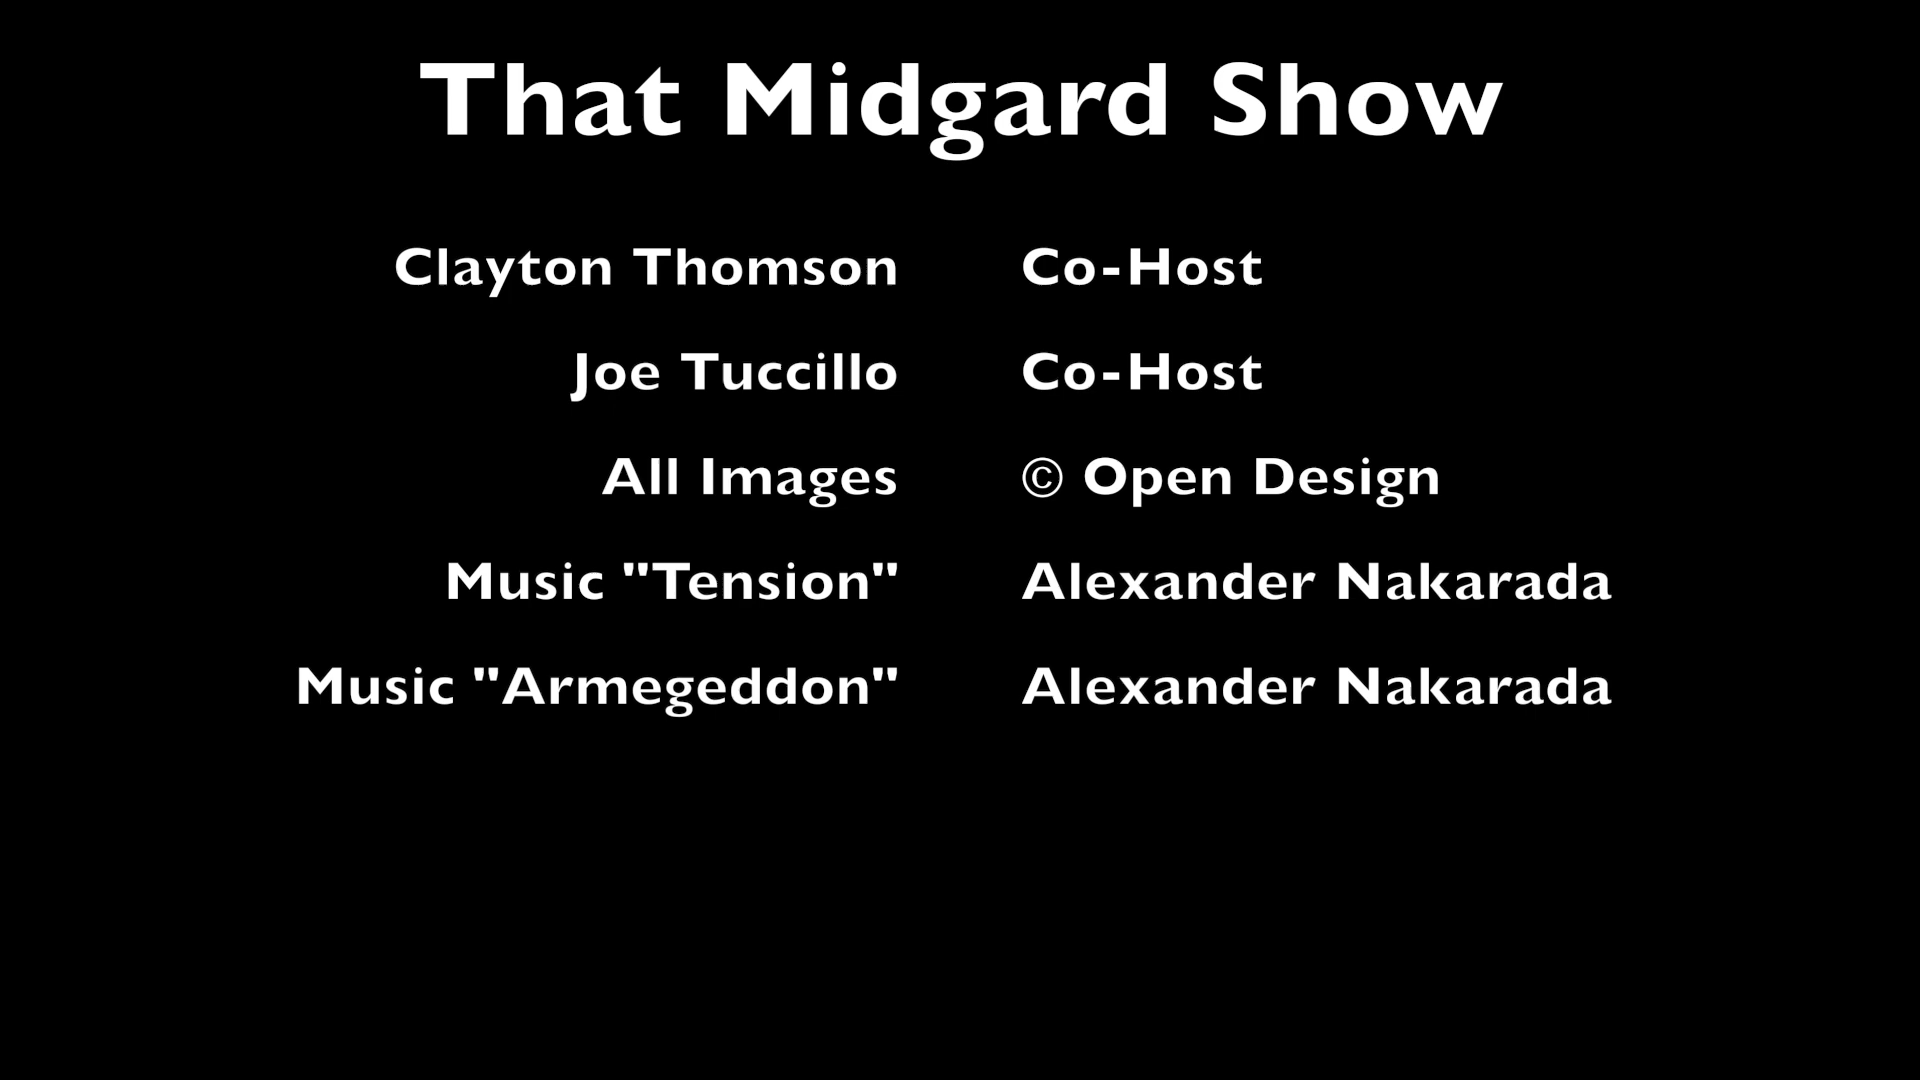 That Midgard Show
Clayton Thomson Co-Host
Joe Tuccillo Co-Host
All Images © Open Design
Music "Tension" Alexander Nakarada
Music "Armegeddon" Alexander Nakarada